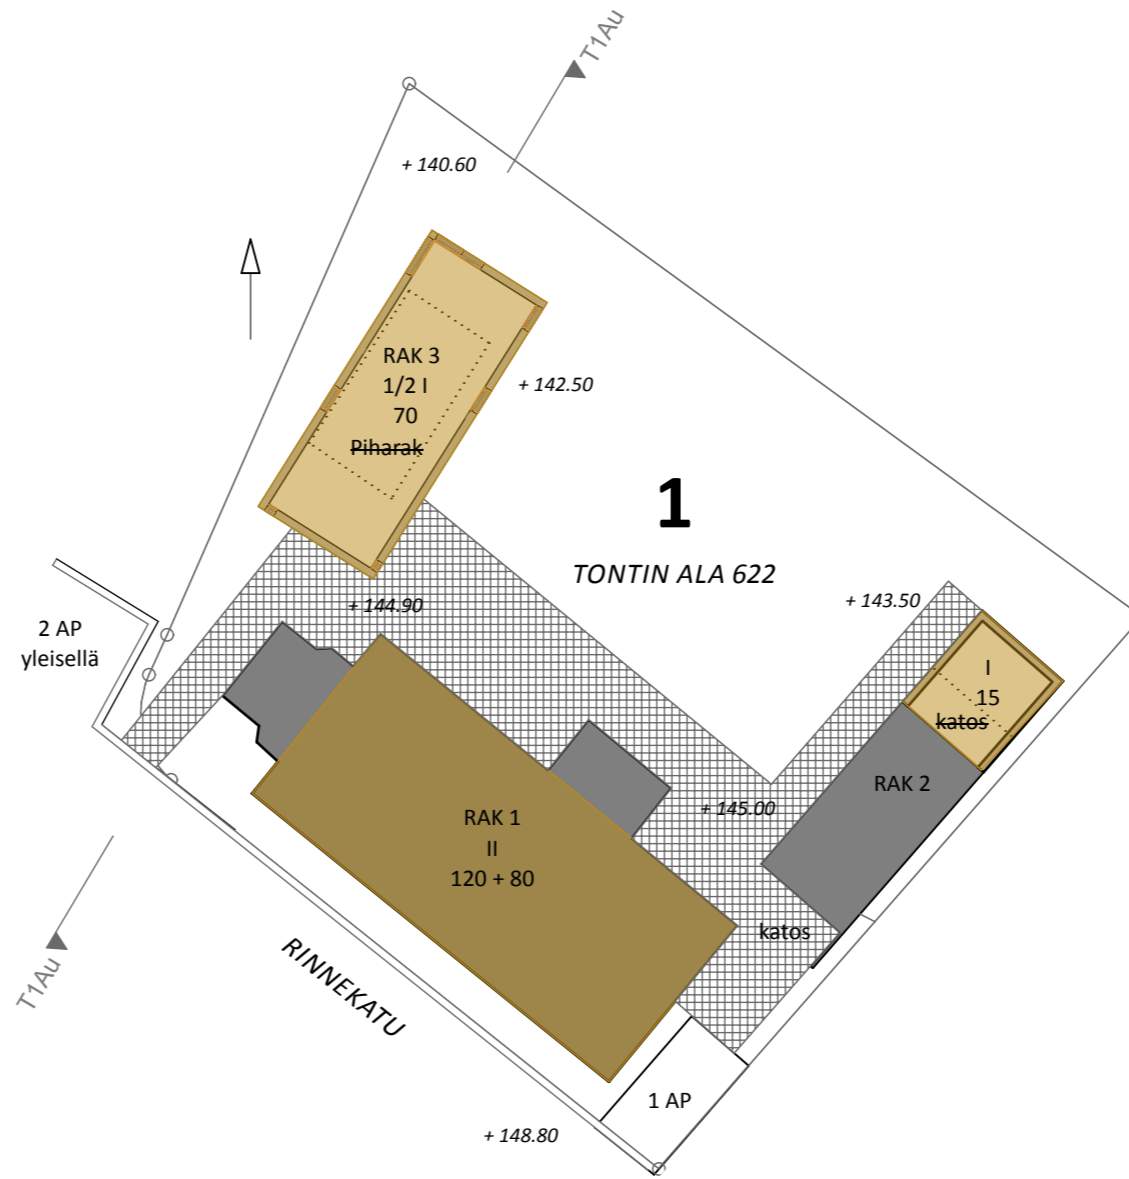 T1Au
+ 140.60
RAK 3
1/2 I
70
Piharak
+ 142.50
1
TONTIN ALA 622
+ 143.50
+ 144.90
2 AP
yleisellä
I
15
katos
RAK 2
+ 145.00
RAK 1
II
120 + 80
katos
T1Au
RINNEKATU
1 AP
+ 148.80